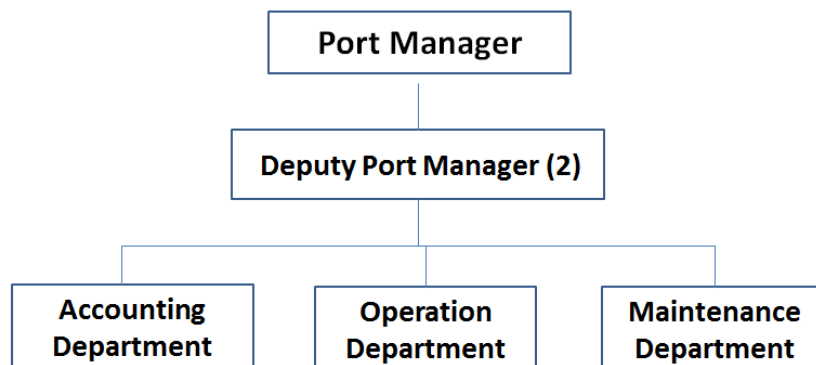 Port Manager
Deputy Port Manager (2)
Accounting
Department
Operation
Department
Maintenance
Department